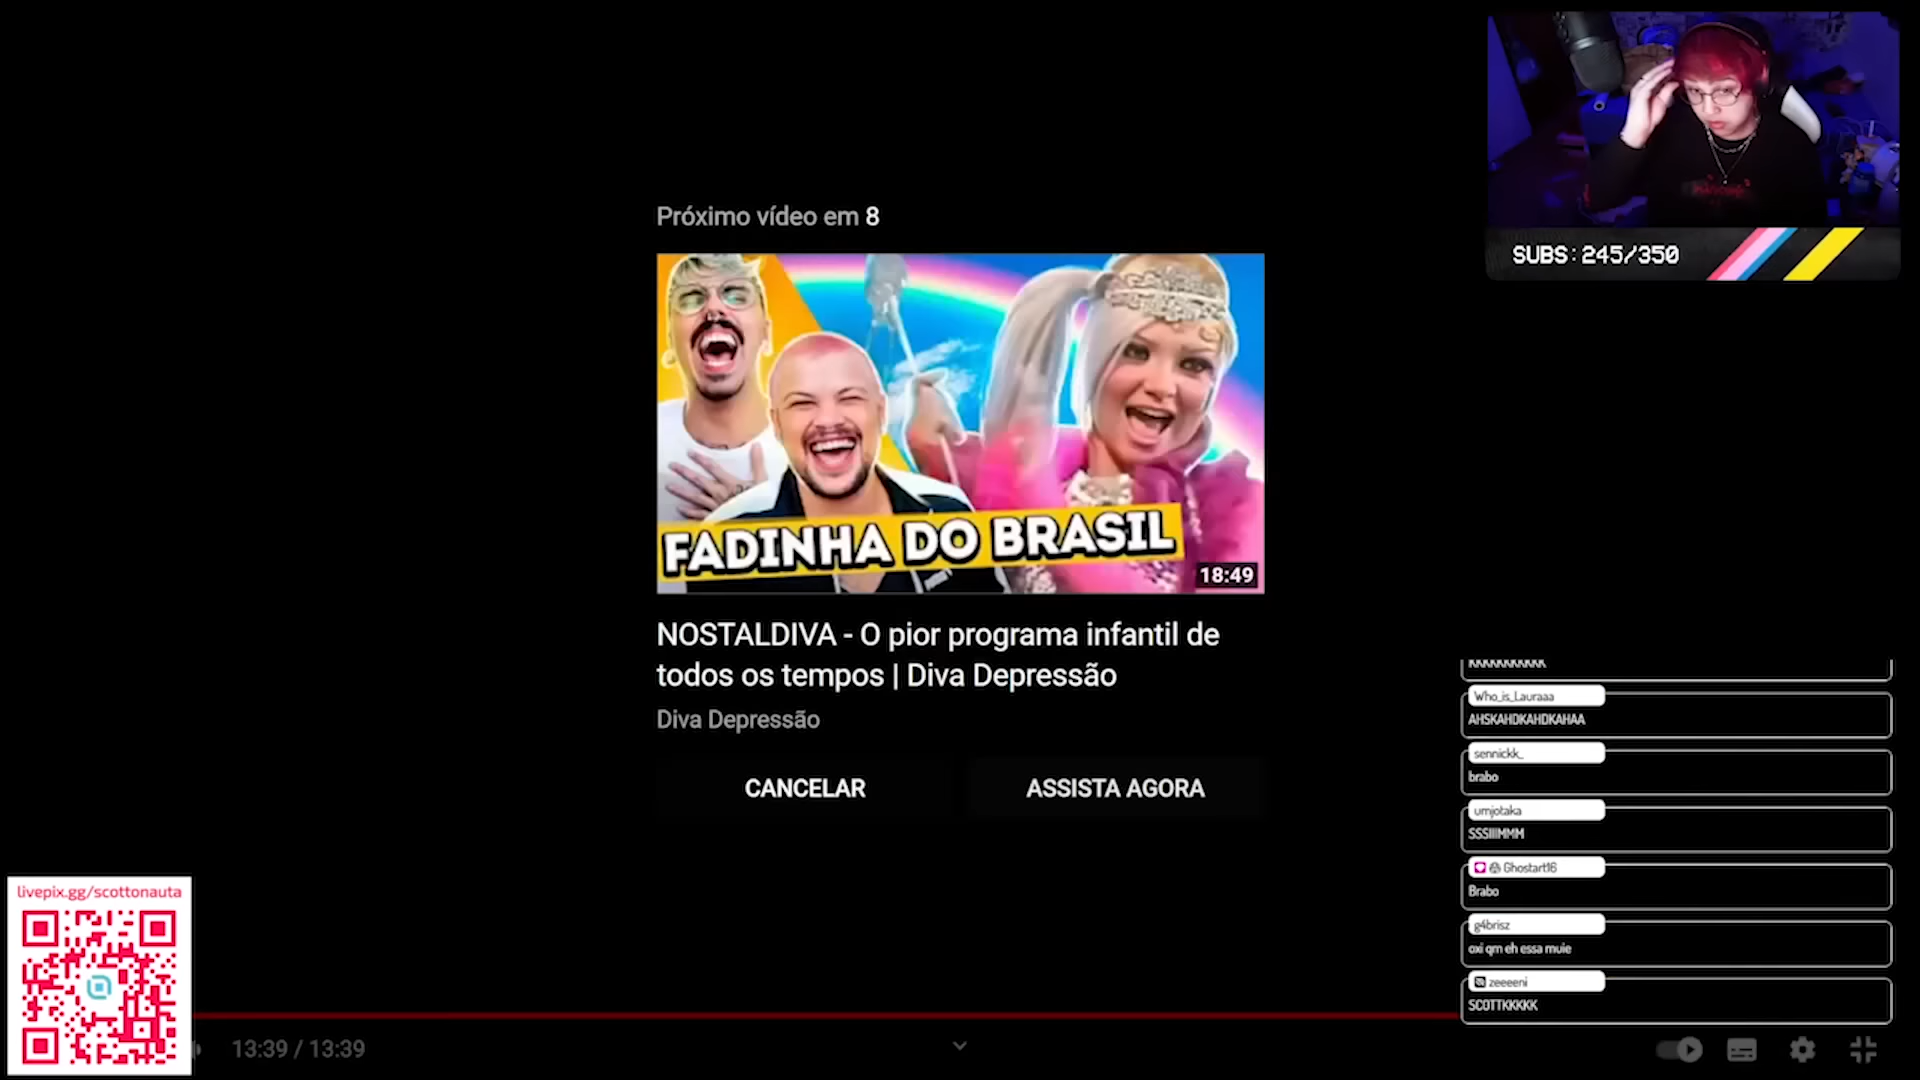 Próximo vídeo em 8
FADINHA DO BRASIL
18:49
NOSTALDIVA - O pior programa infantil de
todos os tempos | Diva Depressão
Diva Depressão
CANCELAR
ASSISTA AGORA
SUBS: 245/350
KKKKKKKKKK
Who_is_Lauraaa
AHSKAHDKAHDKAHAA
sennickk_
brabo
umjotaka
SSSIIIMMM
Ghostart16
Brabo
g4brisz
oxi qm eh essa muie
zeeeeni
SCOTTKKKKK
livepix.gg/scottonauta
13:39 / 13:39